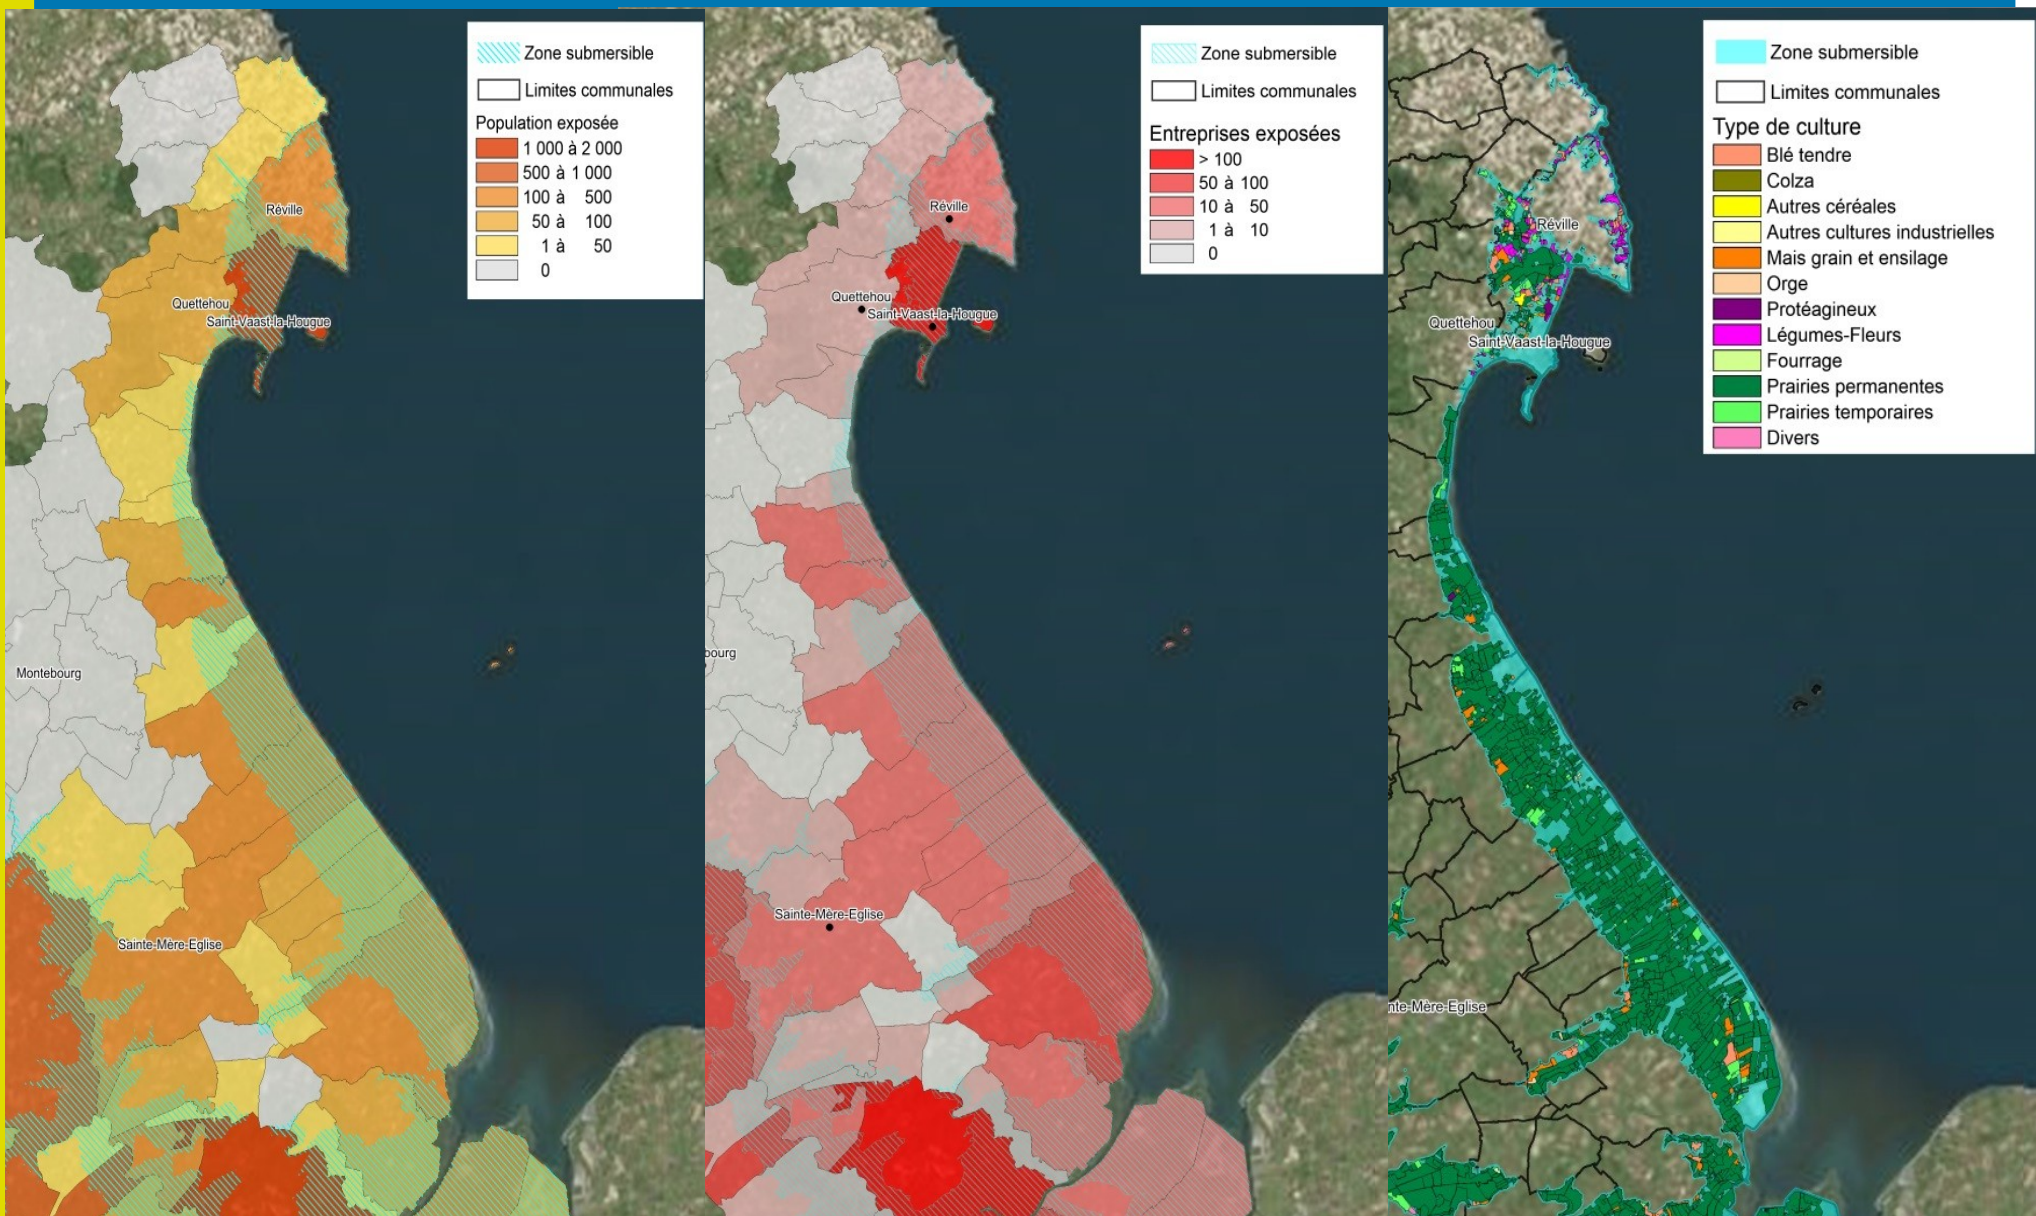 Zone submersible
Limites communales
Population exposée
1 000 à 2 000
500 à 1 000
100 à 500
50 à 100
1 à 50
0
Réville
Quettehou
Saint-Vaast-la-Hougue
Montebourg
Sainte-Mère-Eglise
Zone submersible
Limites communales
Entreprises exposées
> 100
50 à 100
10 à 50
1 à 10
0
Réville
Quettehou
Saint-Vaast-la-Hougue
bourg
Sainte-Mère-Eglise
Zone submersible
Limites communales
Type de culture
Blé tendre
Colza
Autres céréales
Autres cultures industrielles
Mais grain et ensilage
Orge
Protéagineux
Légumes-Fleurs
Fourrage
Prairies permanentes
Prairies temporaires
Divers
Réville
Quettehou
Saint-Vaast-la-Hougue
nte-Mère-Eglise